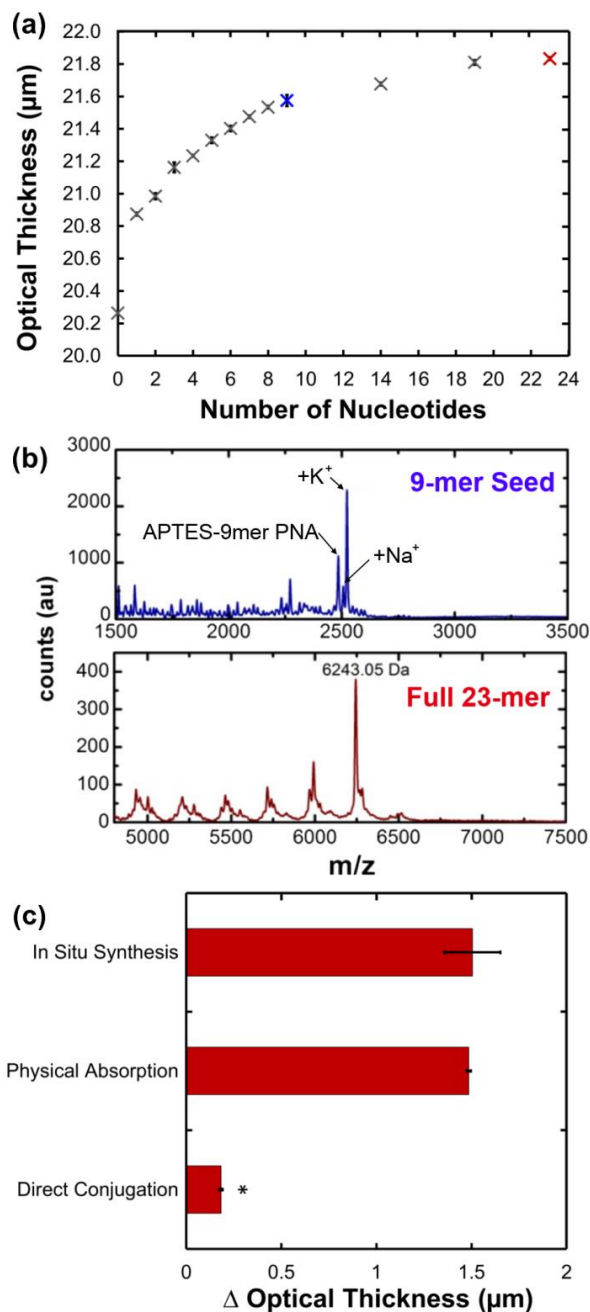 (a)
Optical Thickness (μm)
22.0
21.8
21.6
21.4
21.2
21.0
20.8
20.6
20.4
20.2
20.0
0 2 4 6 8 10 12 14 16 18 20 22 24
Number of Nucleotides
(b)
counts (au)
3000
2000
1000
0
+K⁺
9-mer Seed
APTES-9mer PNA
+Na⁺
1500 2000 2500 3000 3500
400
300
200
100
0
6243.05 Da
Full 23-mer
5000 5500 6000 6500 7000 7500
m/z
(c)
In Situ Synthesis
Physical Absorption
Direct Conjugation
*
0 0.5 1 1.5 2
Δ Optical Thickness (μm)